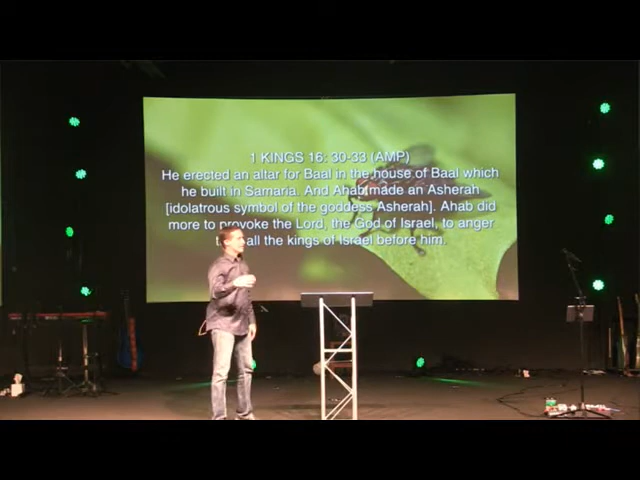 1 KINGS 16: 30-33 (AMP)
He erected an altar for Baal in the house of Baal which
he built in Samaria. And Ahab made an Asherah
[idolatrous symbol of the goddess Asherah]. Ahab did
more to provoke the Lord, the God of Israel, to anger
all the kings of Israel before him.